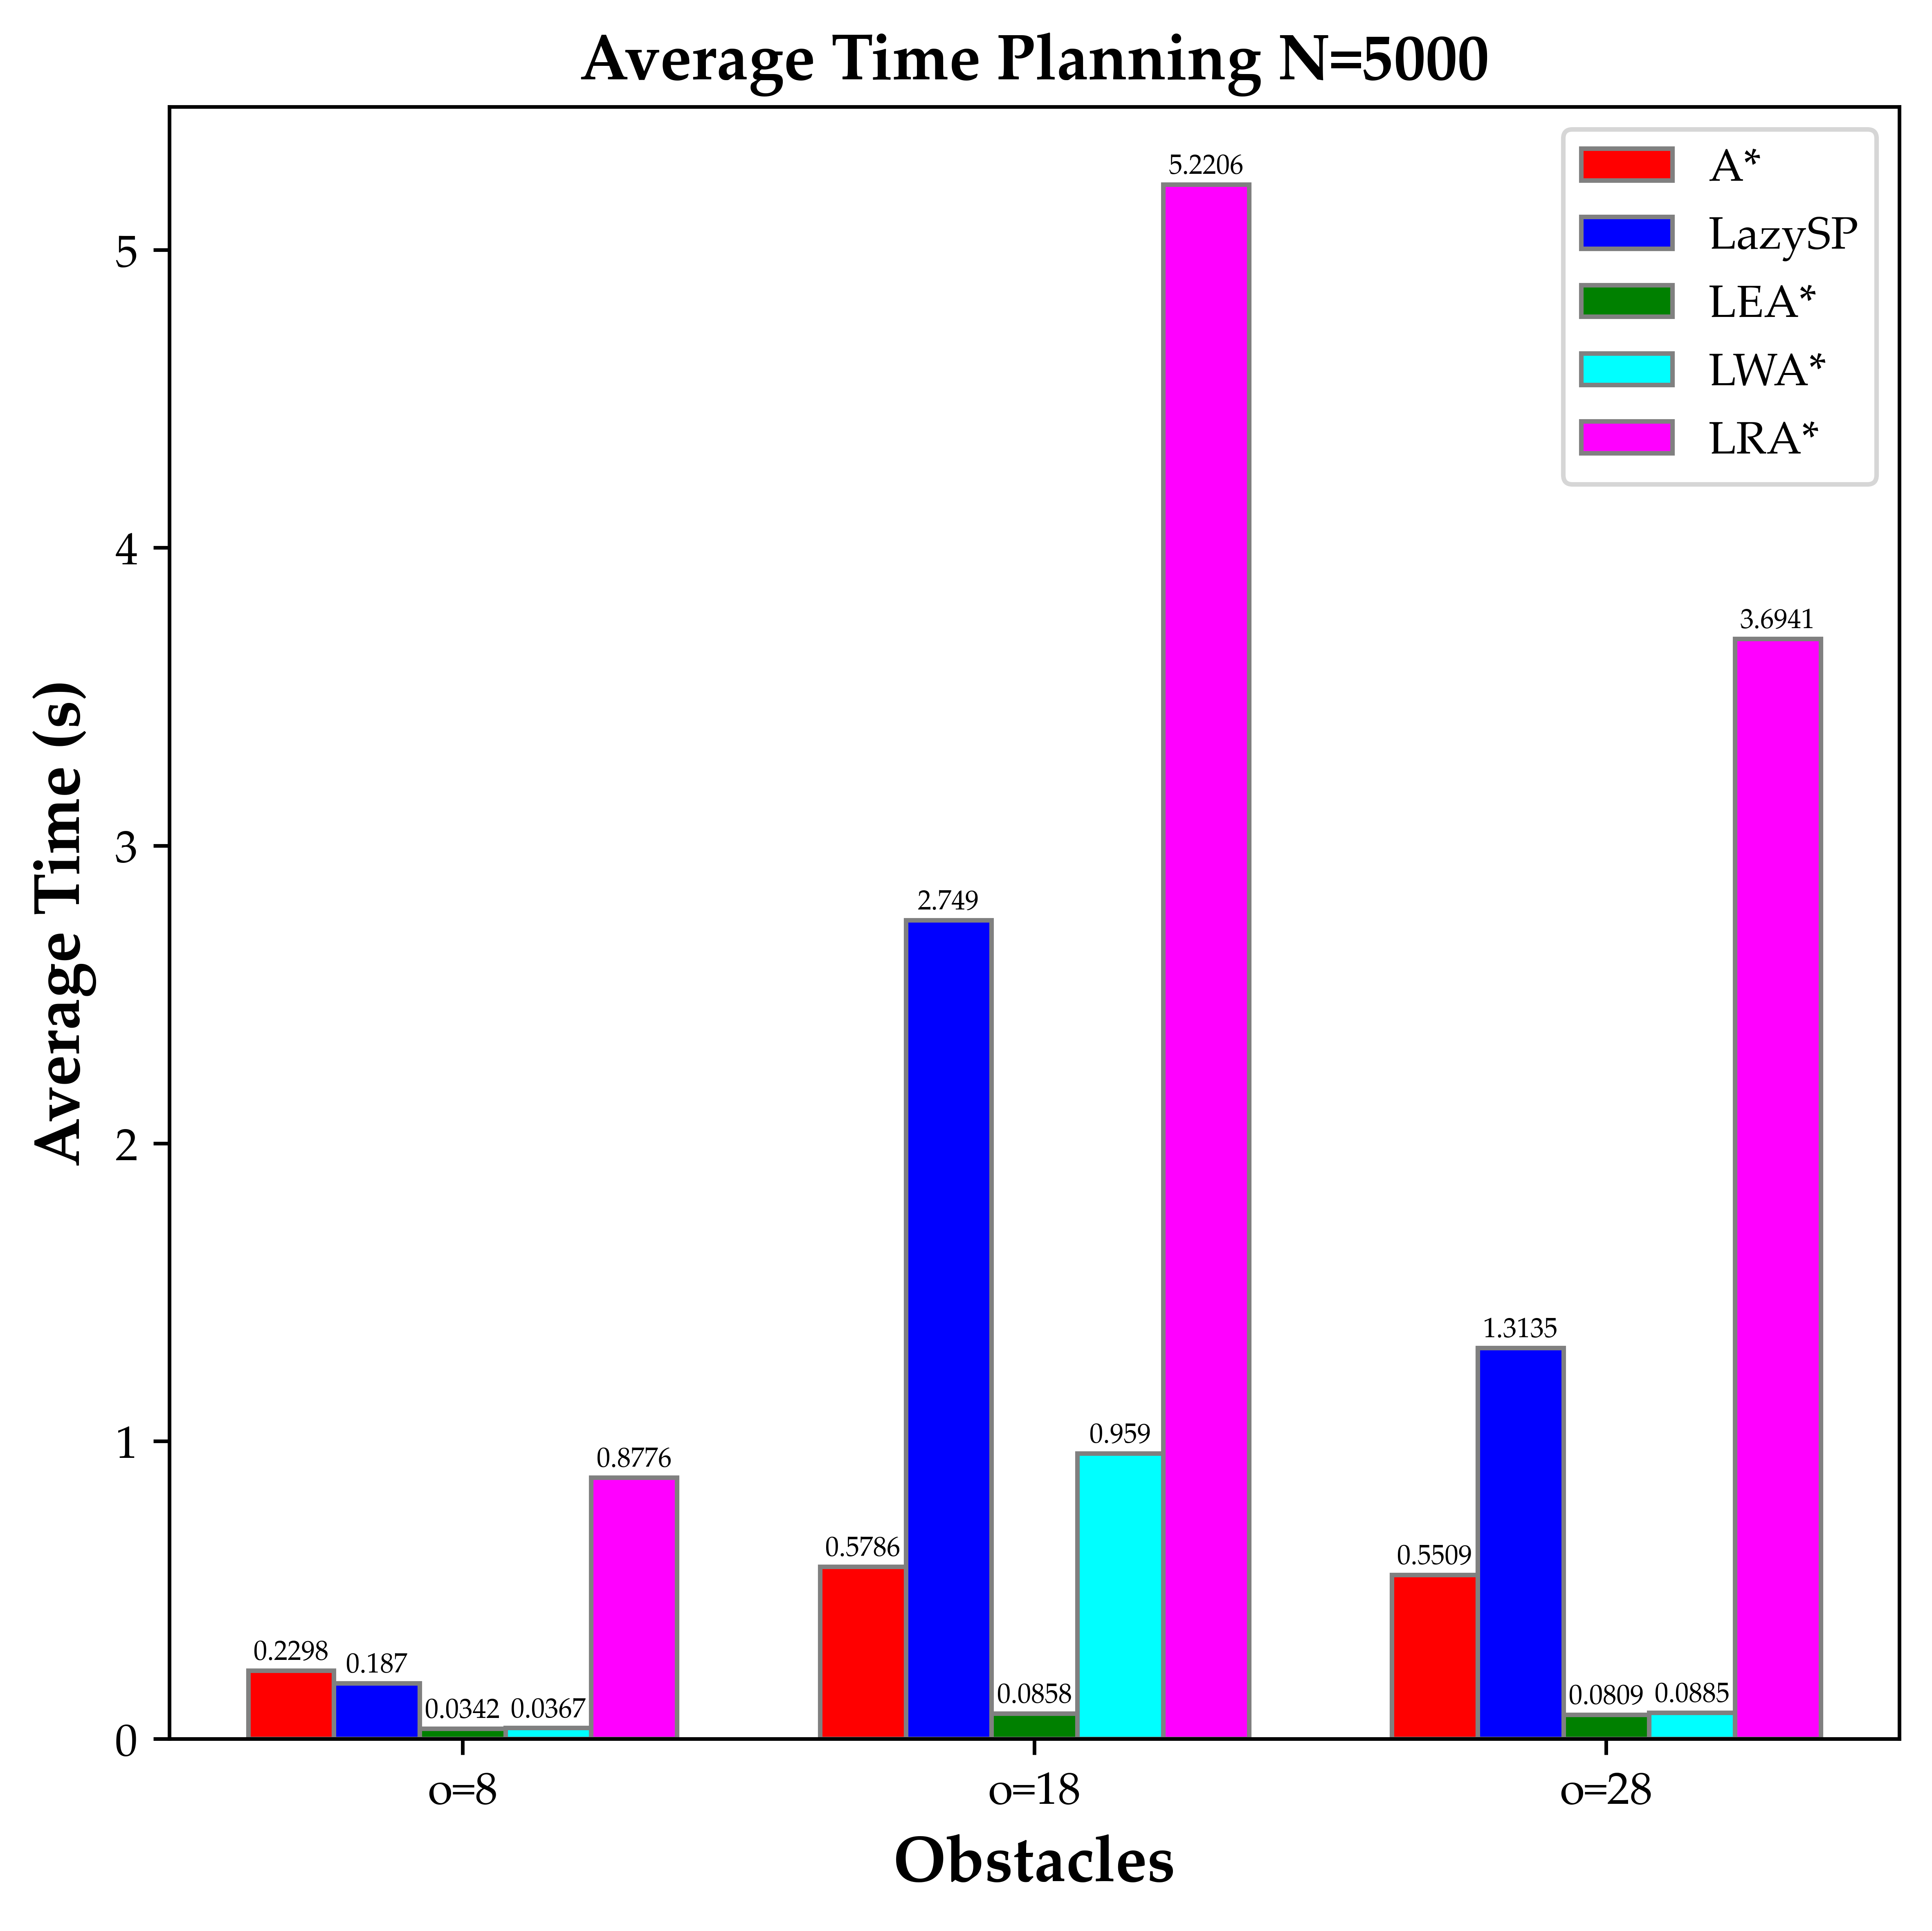 Average Time Planning N=5000
A*
LazySP
LEA*
LWA*
LRA*
Average Time (s)
5
4
3
2
1
0
0.2298
0.187
0.0342
0.0367
0.8776
0.5786
2.749
0.0858
0.959
5.2206
0.5509
1.3135
0.0809
0.0885
3.6941
o=8
o=18
o=28
Obstacles